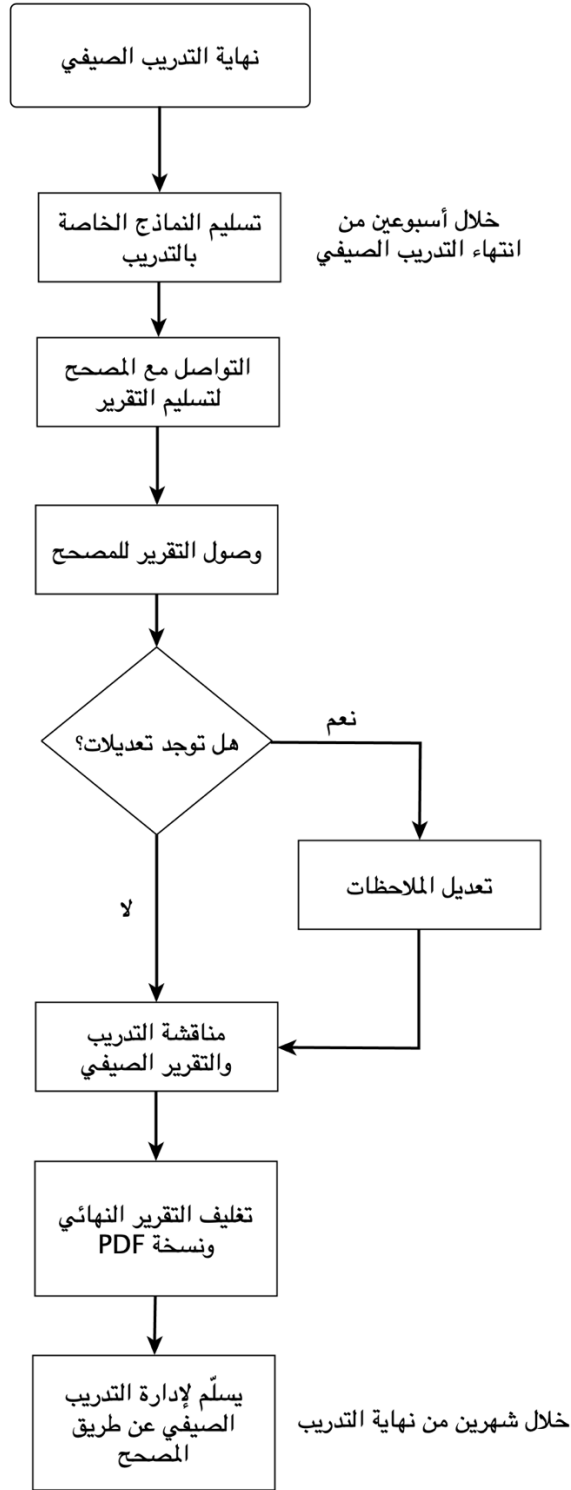 نهاية التدريب الصيفي
تسليم النماذج الخاصة
بالتدريب
خلال أسبوعين من
انتهاء التدريب الصيفي
التواصل مع المصحح
لتسليم التقرير
وصول التقرير للمصحح
هل توجد تعديلات؟
نعم
تعديل الملاحظات
لا
مناقشة التدريب
والتقرير الصيفي
تغليف التقرير النهائي
ونسخة PDF
يسلّم لإدارة التدريب
الصيفي عن طريق
المصحح
خلال شهرين من نهاية التدريب